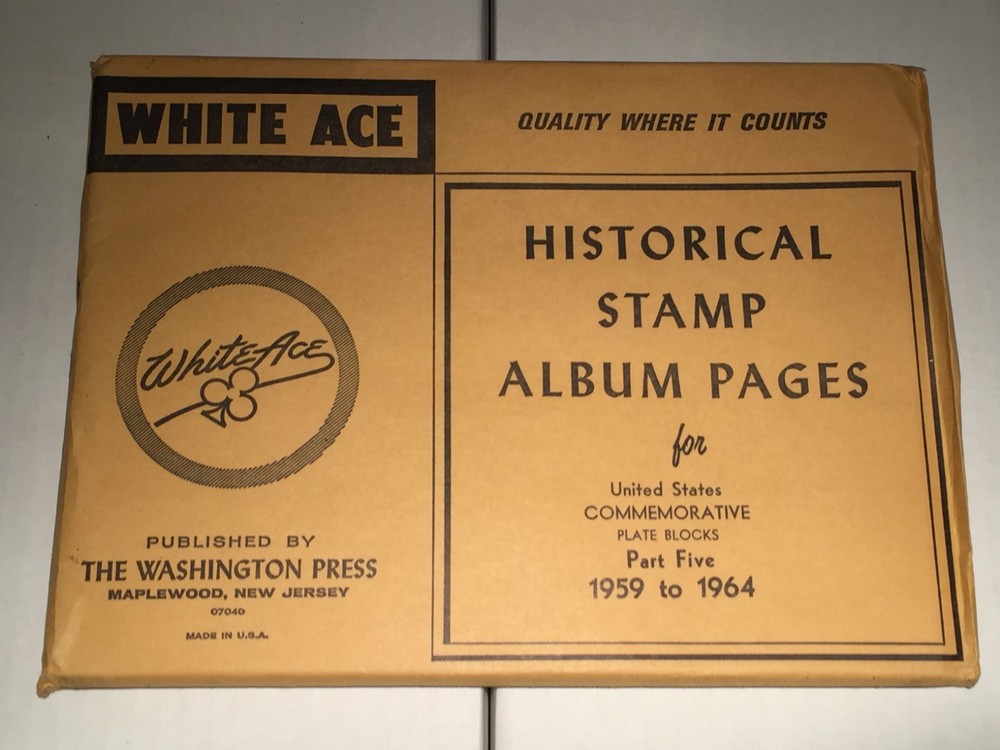 WHITE ACE
QUALITY WHERE IT COUNTS
White Ace
PUBLISHED BY
THE WASHINGTON PRESS
MAPLEWOOD, NEW JERSEY
07040
MADE IN U.S.A.
HISTORICAL
STAMP
ALBUM PAGES
for
United States
COMMEMORATIVE
PLATE BLOCKS
Part Five
1959 to 1964